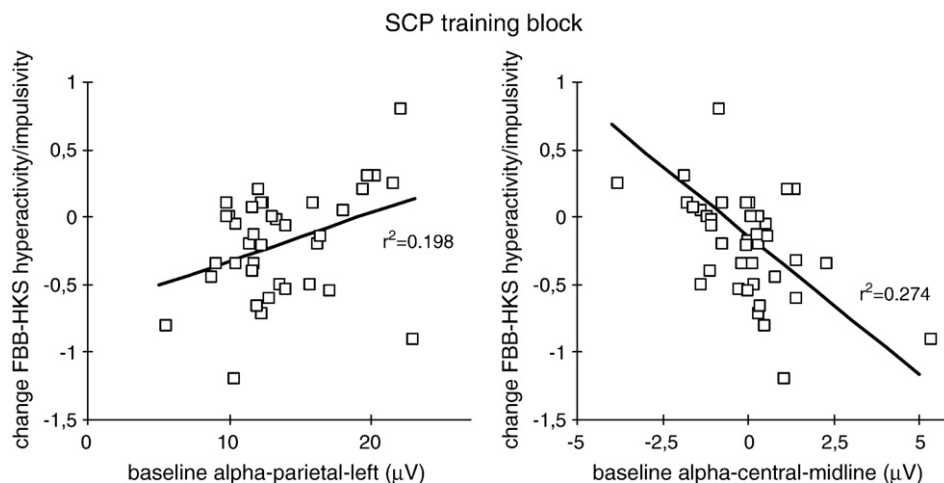 SCP training block
change FBB-HKS hyperactivity/impulsivity
1
0,5
0
-0,5
-1
-1,5
0
10
20
r²=0.198
baseline alpha-parietal-left (µV)
change FBB-HKS hyperactivity/impulsivity
1
0,5
0
-0,5
-1
-1,5
-5
-2,5
0
2,5
5
r²=0.274
baseline alpha-central-midline (µV)